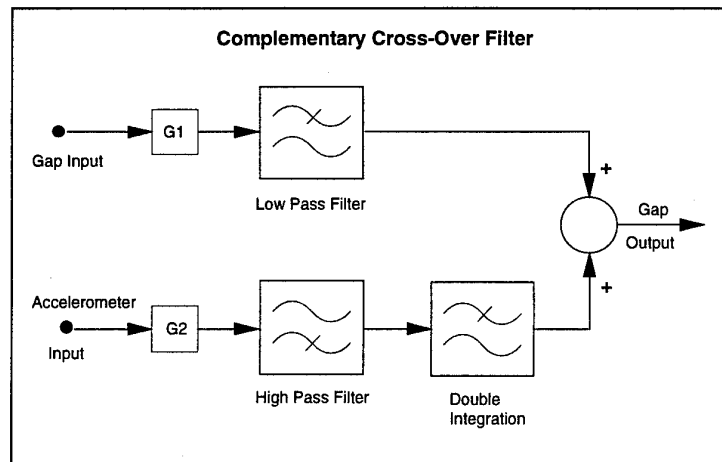 Complementary Cross-Over Filter
G1
Gap Input
Low Pass Filter
+
Gap
Output
+
Accelerometer
Input
G2
High Pass Filter
Double
Integration